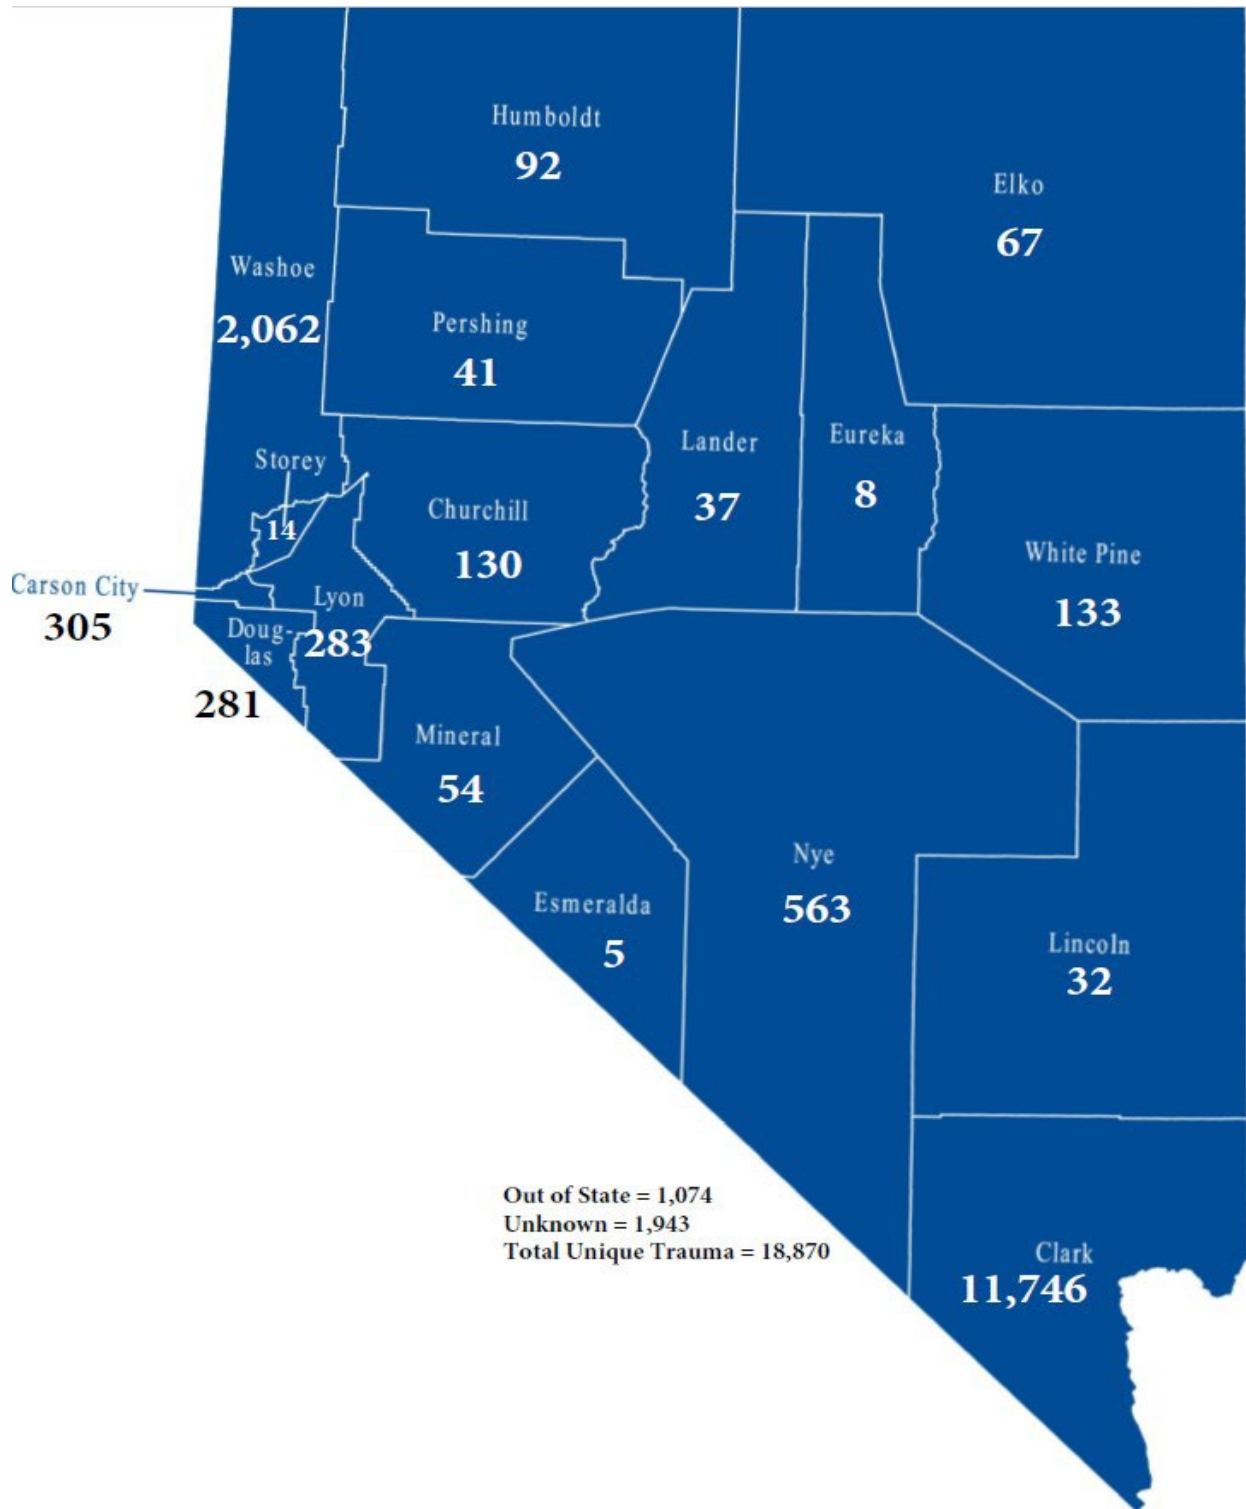 Humboldt
92
Elko
67
Washoe
2,062
Pershing
41
Lander
37
Eureka
8
Storey
14
Churchill
130
White Pine
133
Carson City
305
Lyon
283
Doug-
las
281
Mineral
54
Nye
563
Esmeralda
5
Lincoln
32
Out of State = 1,074
Unknown = 1,943
Total Unique Trauma = 18,870
Clark
11,746